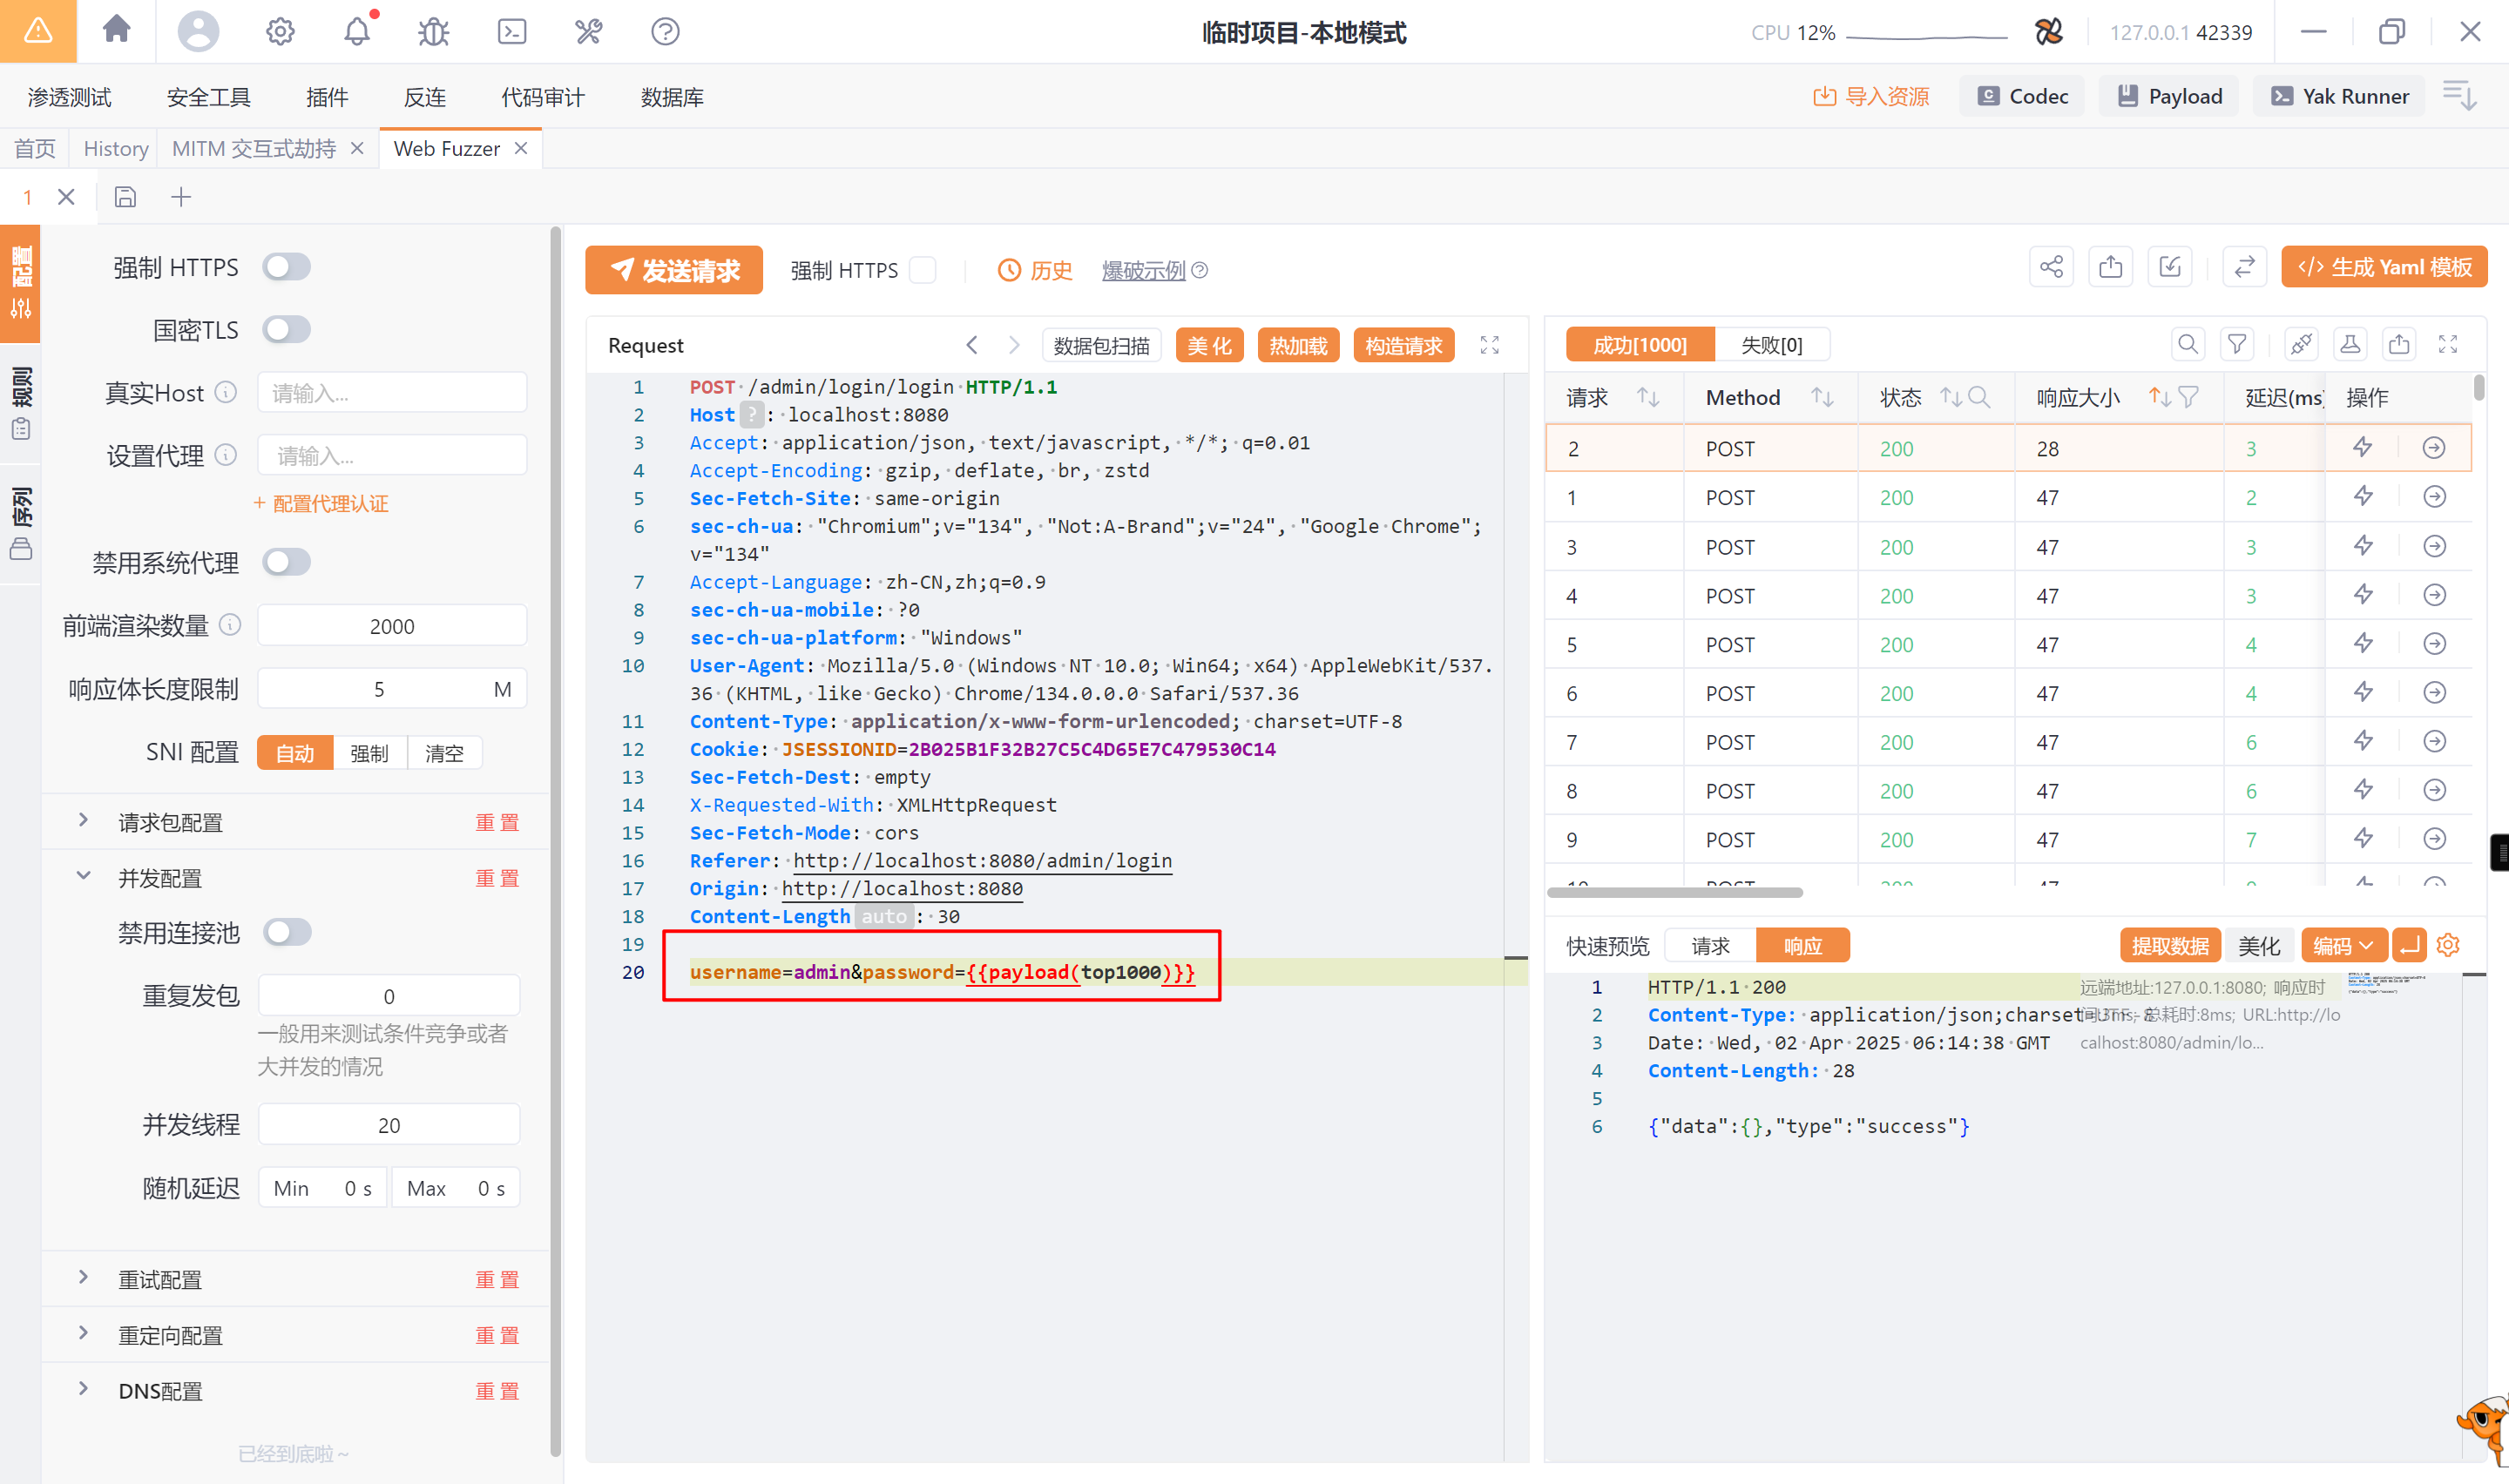 临时项目-本地模式
CPU 12%
127.0.0.1 42339
渗透测试 安全工具 插件 反连 代码审计 数据库
导入资源 Codec Payload Yak Runner
首页 History MITM 交互式劫持 Web Fuzzer
1
配置
规则
序列
强制 HTTPS
国密TLS
真实Host 请输入...
设置代理 请输入...
+ 配置代理认证
禁用系统代理
前端渲染数量 2000
响应体长度限制 5 M
SNI 配置 自动 强制 清空
请求包配置 重置
并发配置 重置
禁用连接池
重复发包 0
一般用来测试条件竞争或者
大并发的情况
并发线程 20
随机延迟 Min 0 s Max 0 s
重试配置 重置
重定向配置 重置
DNS配置 重置
已经到底啦~
发送请求 强制 HTTPS 历史 爆破示例
生成 Yaml 模板
Request 数据包扫描 美化 热加载 构造请求
1 POST /admin/login/login HTTP/1.1
2 Host ? : localhost:8080
3 Accept: application/json, text/javascript, */*; q=0.01
4 Accept-Encoding: gzip, deflate, br, zstd
5 Sec-Fetch-Site: same-origin
6 sec-ch-ua: "Chromium";v="134", "Not:A-Brand";v="24", "Google Chrome";
v="134"
7 Accept-Language: zh-CN,zh;q=0.9
8 sec-ch-ua-mobile: ?0
9 sec-ch-ua-platform: "Windows"
10 User-Agent: Mozilla/5.0 (Windows NT 10.0; Win64; x64) AppleWebKit/537.
36 (KHTML, like Gecko) Chrome/134.0.0.0 Safari/537.36
11 Content-Type: application/x-www-form-urlencoded; charset=UTF-8
12 Cookie: JSESSIONID=2B025B1F32B27C5C4D65E7C479530C14
13 Sec-Fetch-Dest: empty
14 X-Requested-With: XMLHttpRequest
15 Sec-Fetch-Mode: cors
16 Referer: http://localhost:8080/admin/login
17 Origin: http://localhost:8080
18 Content-Length auto : 30
19
20 username=admin&password={{payload(top1000)}}
成功[1000] 失败[0]
请求 Method 状态 响应大小 延迟(ms 操作
2 POST 200 28 3
1 POST 200 47 2
3 POST 200 47 3
4 POST 200 47 3
5 POST 200 47 4
6 POST 200 47 4
7 POST 200 47 6
8 POST 200 47 6
9 POST 200 47 7
10 POST 200 47
快速预览 请求 响应 提取数据 美化 编码
1 HTTP/1.1 200 远端地址:127.0.0.1:8080; 响应时
2 Content-Type: application/json;charset=UTF-8 间:3ms; 总耗时:8ms; URL:http://lo
3 Date: Wed, 02 Apr 2025 06:14:38 GMT calhost:8080/admin/lo...
4 Content-Length: 28
5
6 {"data":{},"type":"success"}